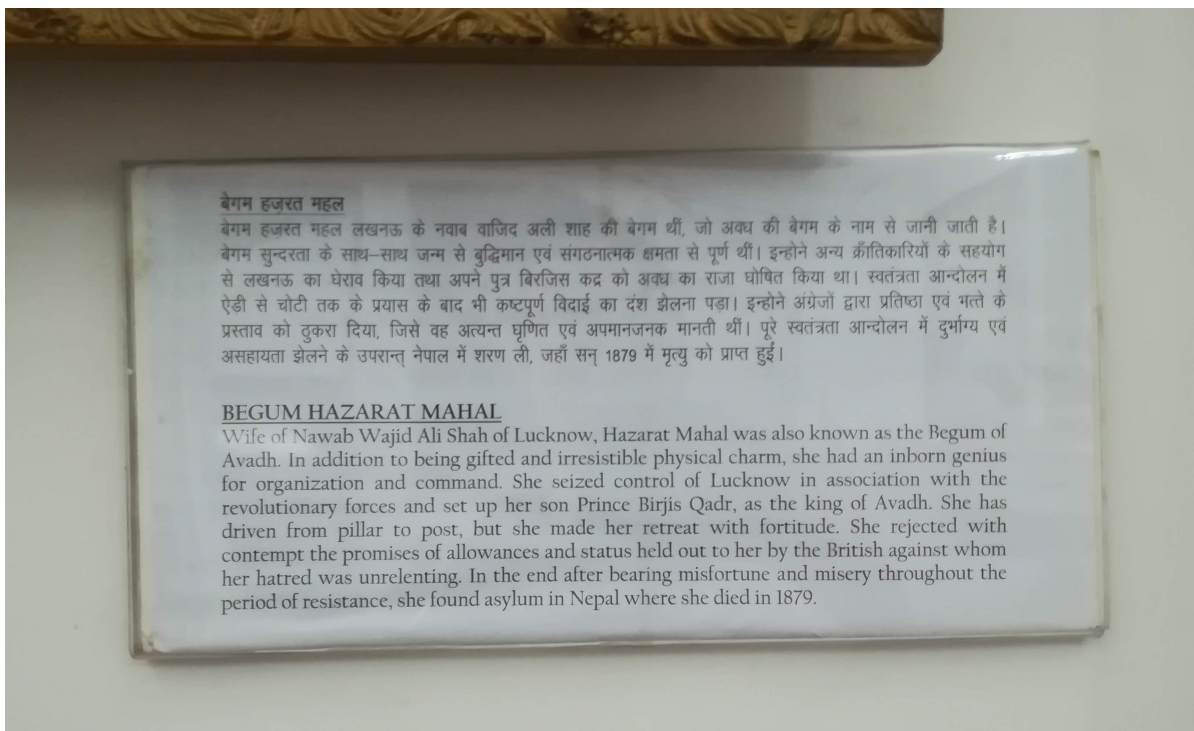 बेगम हज़रत महल
बेगम हज़रत महल लखनऊ के नवाब वाजिद अली शाह की बेगम थीं, जो अवध की बेगम के नाम से जानी जाती है।
बेगम सुन्दरता के साथ–साथ जन्म से बुद्धिमान एवं संगठनात्मक क्षमता से पूर्ण थीं। इन्होने अन्य क्रॉंतिकारियों के सहयोग
से लखनऊ का घेराव किया तथा अपने पुत्र बिरजिस कद्र को अवध का राजा घोषित किया था। स्वतंत्रता आन्दोलन में
ऐडी से चोटी तक के प्रयास के बाद भी कष्टपूर्ण विदाई का दंश झेलना पड़ा। इन्होने अंग्रेजों द्वारा प्रतिष्ठा एवं भत्ते के
प्रस्ताव को ठुकरा दिया, जिसे वह अत्यन्त घृणित एवं अपमानजनक मानती थीं। पूरे स्वतंत्रता आन्दोलन में दुर्भाग्य एवं
असहायता झेलने के उपरान्त् नेपाल में शरण ली, जहाँ सन् 1879 में मृत्यु को प्राप्त हुईं।
BEGUM HAZARAT MAHAL
Wife of Nawab Wajid Ali Shah of Lucknow, Hazarat Mahal was also known as the Begum of
Avadh. In addition to being gifted and irresistible physical charm, she had an inborn genius
for organization and command. She seized control of Lucknow in association with the
revolutionary forces and set up her son Prince Birjis Qadr, as the king of Avadh. She has
driven from pillar to post, but she made her retreat with fortitude. She rejected with
contempt the promises of allowances and status held out to her by the British against whom
her hatred was unrelenting. In the end after bearing misfortune and misery throughout the
period of resistance, she found asylum in Nepal where she died in 1879.